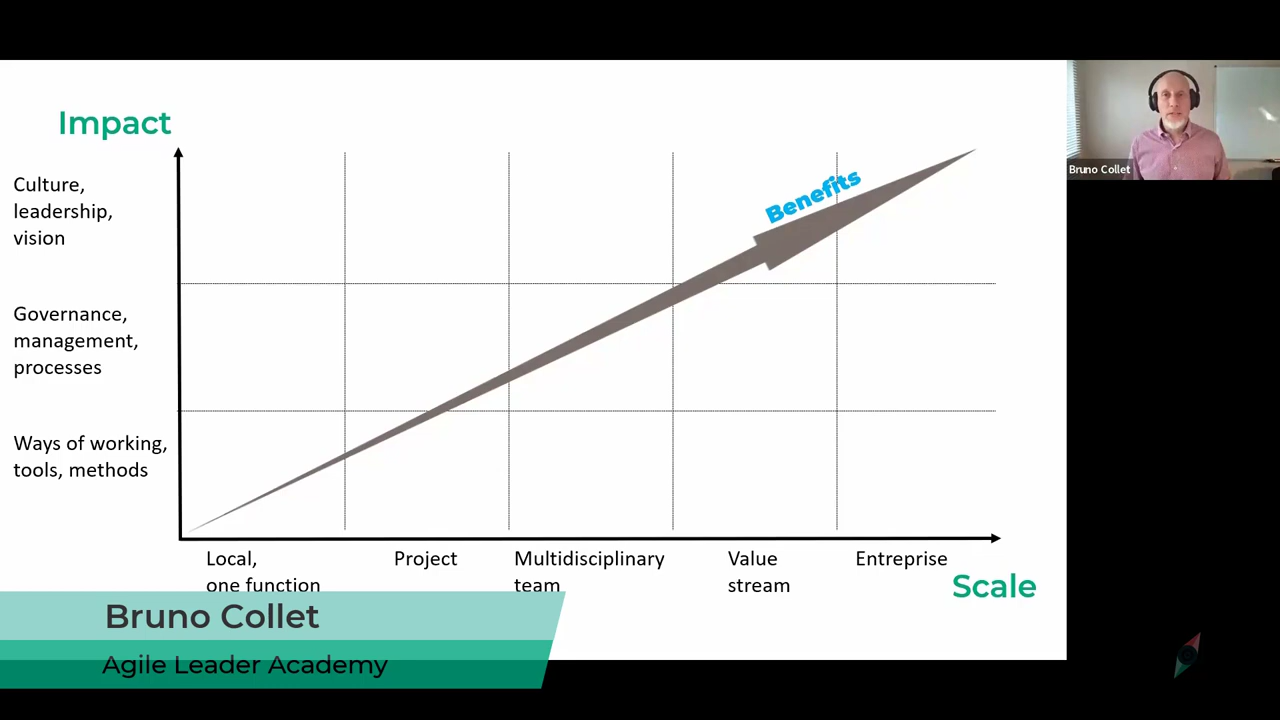 Impact
Culture,
leadership,
vision
Governance,
management,
processes
Ways of working,
tools, methods
Benefits
Local,
one function
Project
Multidisciplinary
team
Value
stream
Entreprise
Scale
Bruno Collet
Bruno Collet
Agile Leader Academy